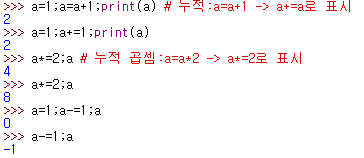 >>> a=1;a=a+1;print(a) # 누적:a=a+1 -> a+=a로 표시
2
>>> a=1;a+=1;print(a)
2
>>> a*=2;a # 누적 곱셈:a=a*2 -> a*=2로 표시
4
>>> a*=2;a
8
>>> a=1;a-=1;a
0
>>> a-=1;a
-1